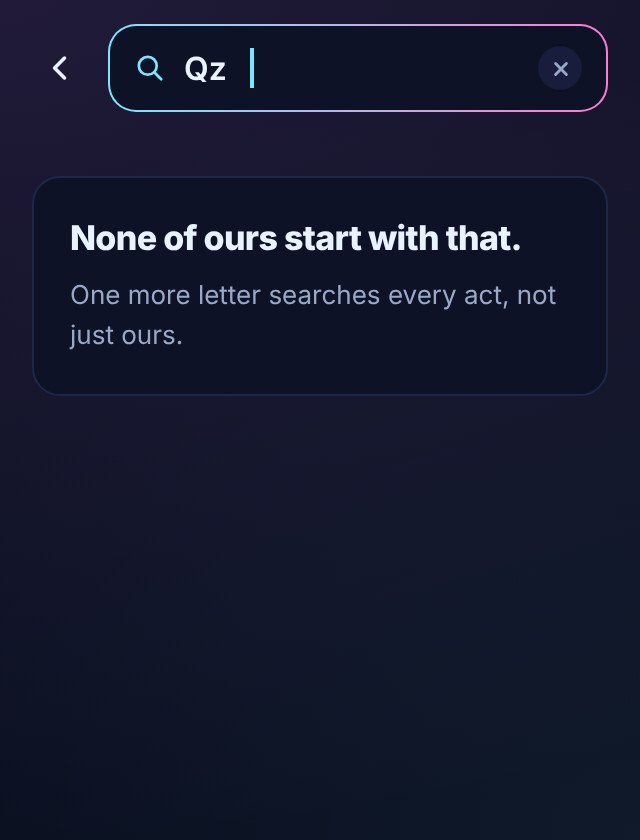 Qz
None of ours start with that.
One more letter searches every act, not
just ours.